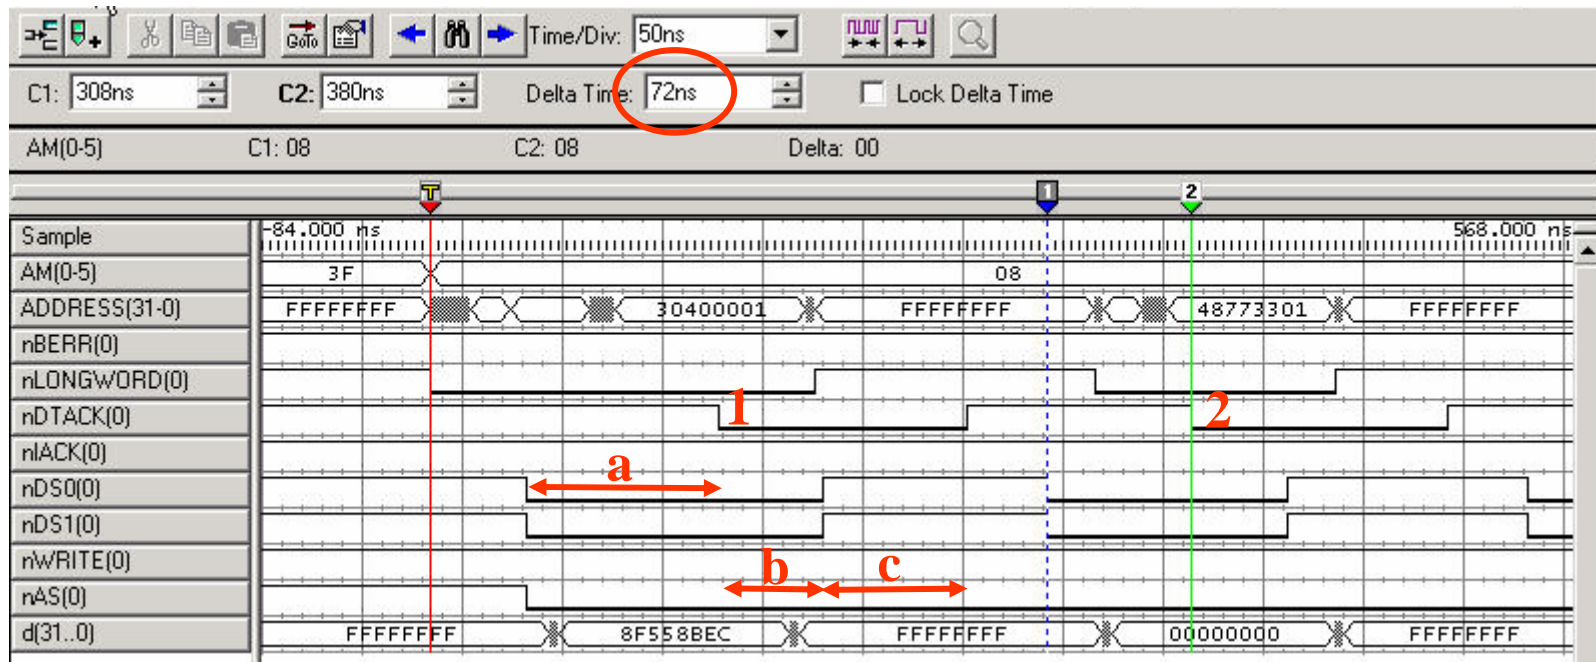 GoTo Time/Div: 50ns
C1: 308ns C2: 380ns Delta Time: 72ns Lock Delta Time
AM(0-5) C1: 08 C2: 08 Delta: 00
T 1 2
Sample -84.000 ns 568.000 ns
AM(0-5) 3F 08
ADDRESS(31-0) FFFFFFFF 30400001 FFFFFFFF 48773301 FFFFFFFF
nBERR(0)
nLONGWORD(0)
nDTACK(0) 1 2
nIACK(0)
a
nDS0(0)
nDS1(0)
nWRITE(0)
b c
nAS(0)
d(31..0) FFFFFFFF 8F558BEC FFFFFFFF 00000000 FFFFFFFF